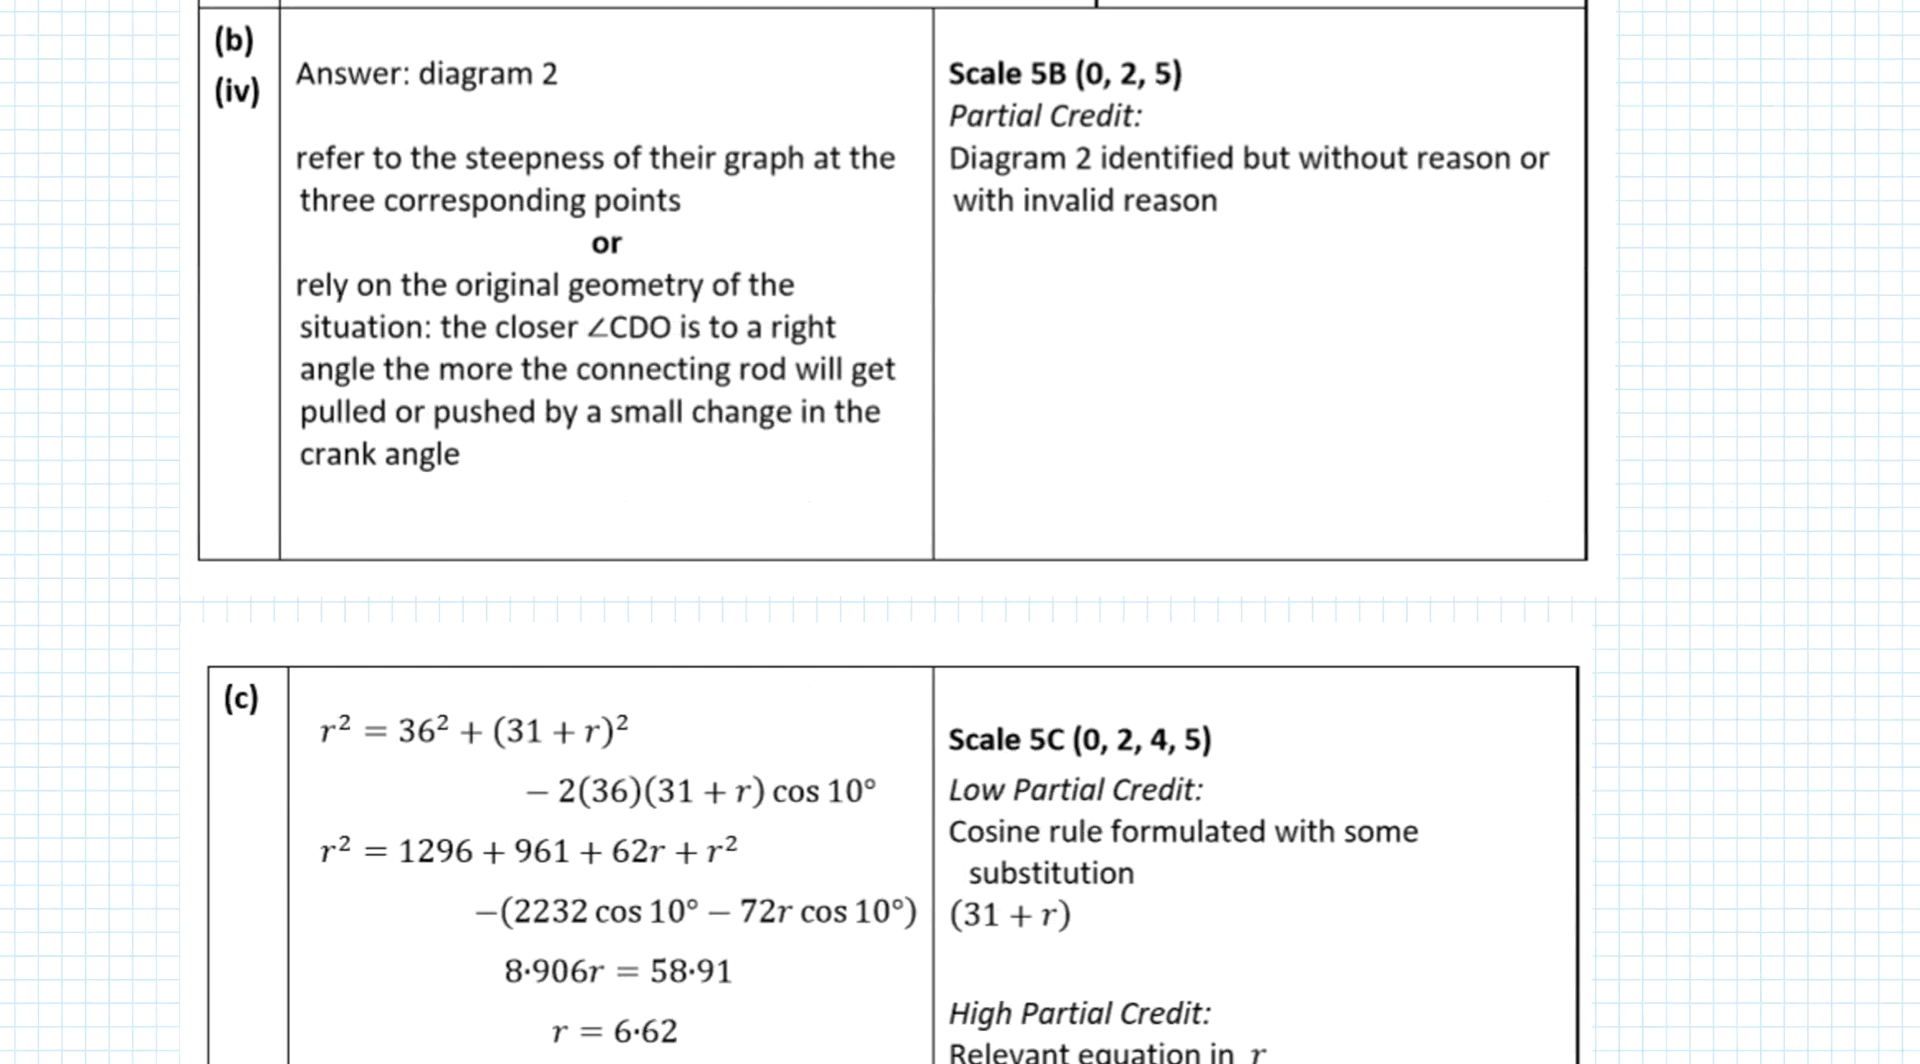 (b)
(iv)
Answer: diagram 2
refer to the steepness of their graph at the
three corresponding points
or
rely on the original geometry of the
situation: the closer ∠CDO is to a right
angle the more the connecting rod will get
pulled or pushed by a small change in the
crank angle
Scale 5B (0, 2, 5)
Partial Credit:
Diagram 2 identified but without reason or
with invalid reason
(c)
r² = 36² + (31 + r)²
− 2(36)(31 + r) cos 10°
r² = 1296 + 961 + 62r + r²
−(2232 cos 10° − 72r cos 10°)
8·906r = 58·91
r = 6·62
Scale 5C (0, 2, 4, 5)
Low Partial Credit:
Cosine rule formulated with some
substitution
(31 + r)
High Partial Credit:
Relevant equation in r